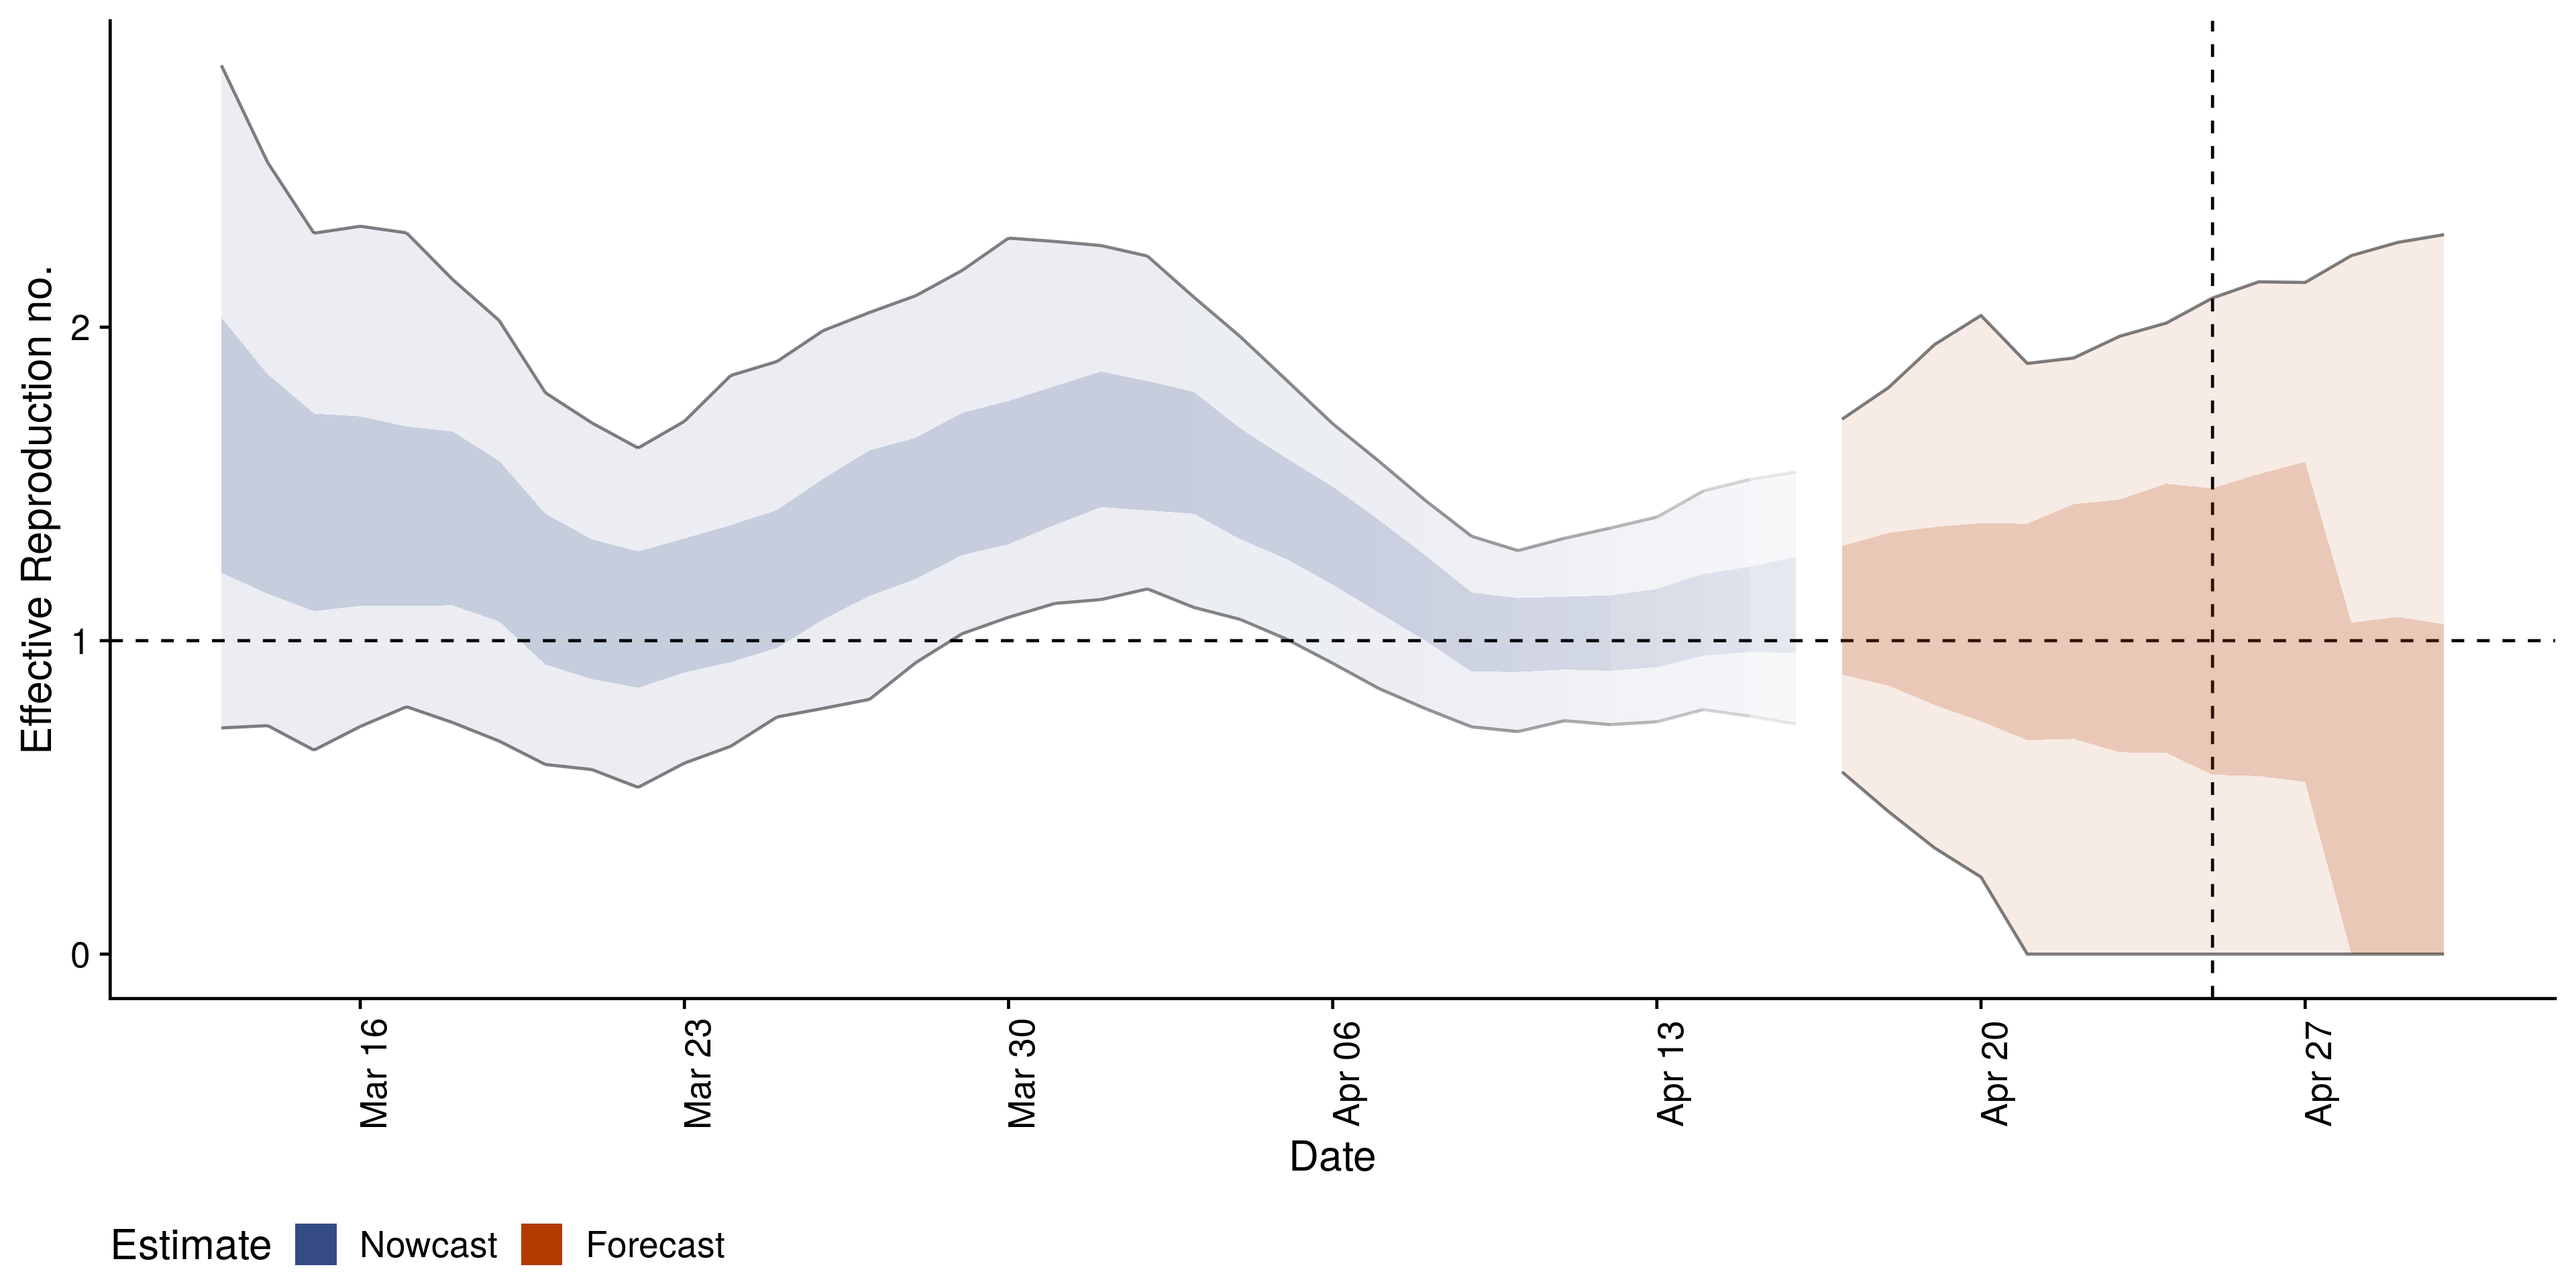 Effective Reproduction no.
2
1
0
Mar 16
Mar 23
Mar 30
Apr 06
Apr 13
Apr 20
Apr 27
Date
Estimate Nowcast Forecast